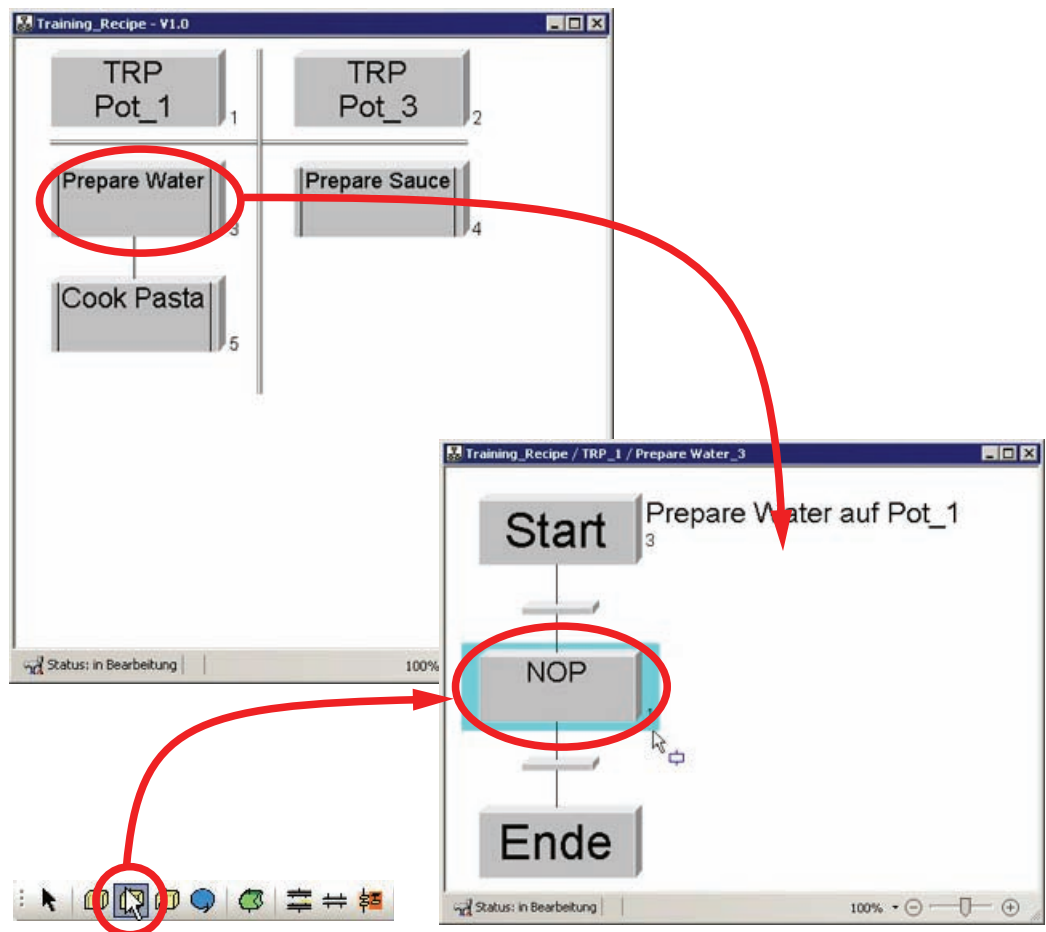 Training_Recipe - V1.0
TRP
Pot_1
1
TRP
Pot_3
2
Prepare Water
3
Prepare Sauce
4
Cook Pasta
5
Status: in Bearbeitung
100%
Training_Recipe / TRP_1 / Prepare Water_3
Start
Prepare Water auf Pot_1
3
NOP
1
Ende
Status: in Bearbeitung
100%